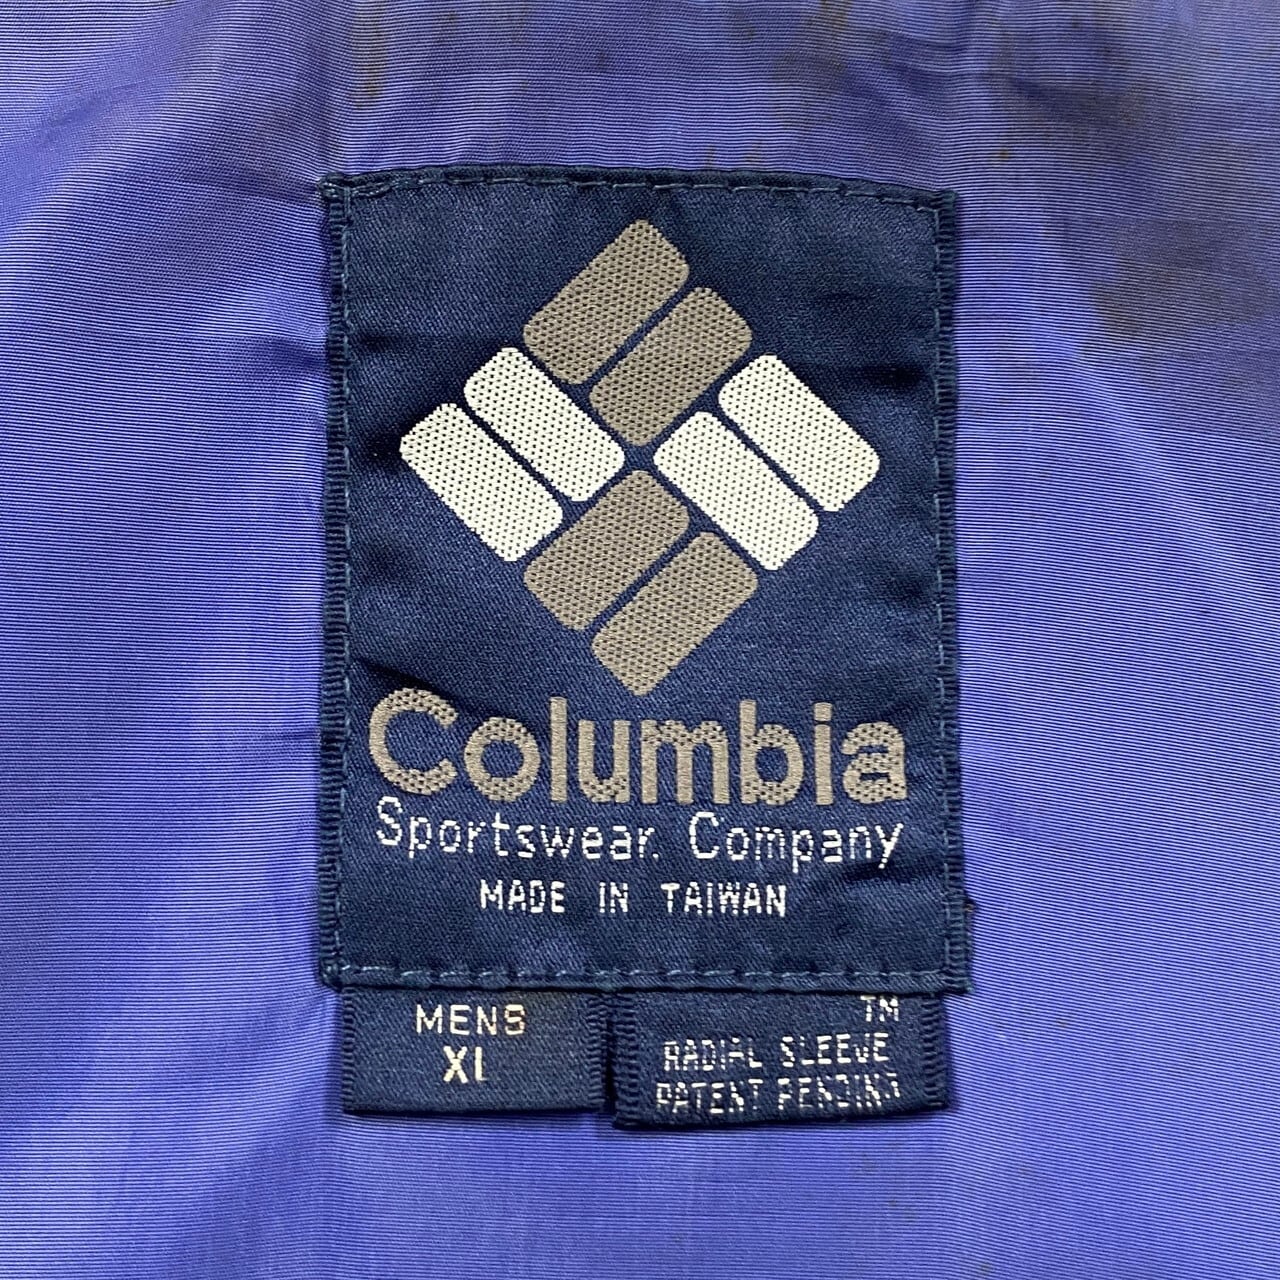 Columbia
Sportswear Company
MADE IN TAIWAN
MENS
XL
TM
RADIAL SLEEVE
PATENT PENDING